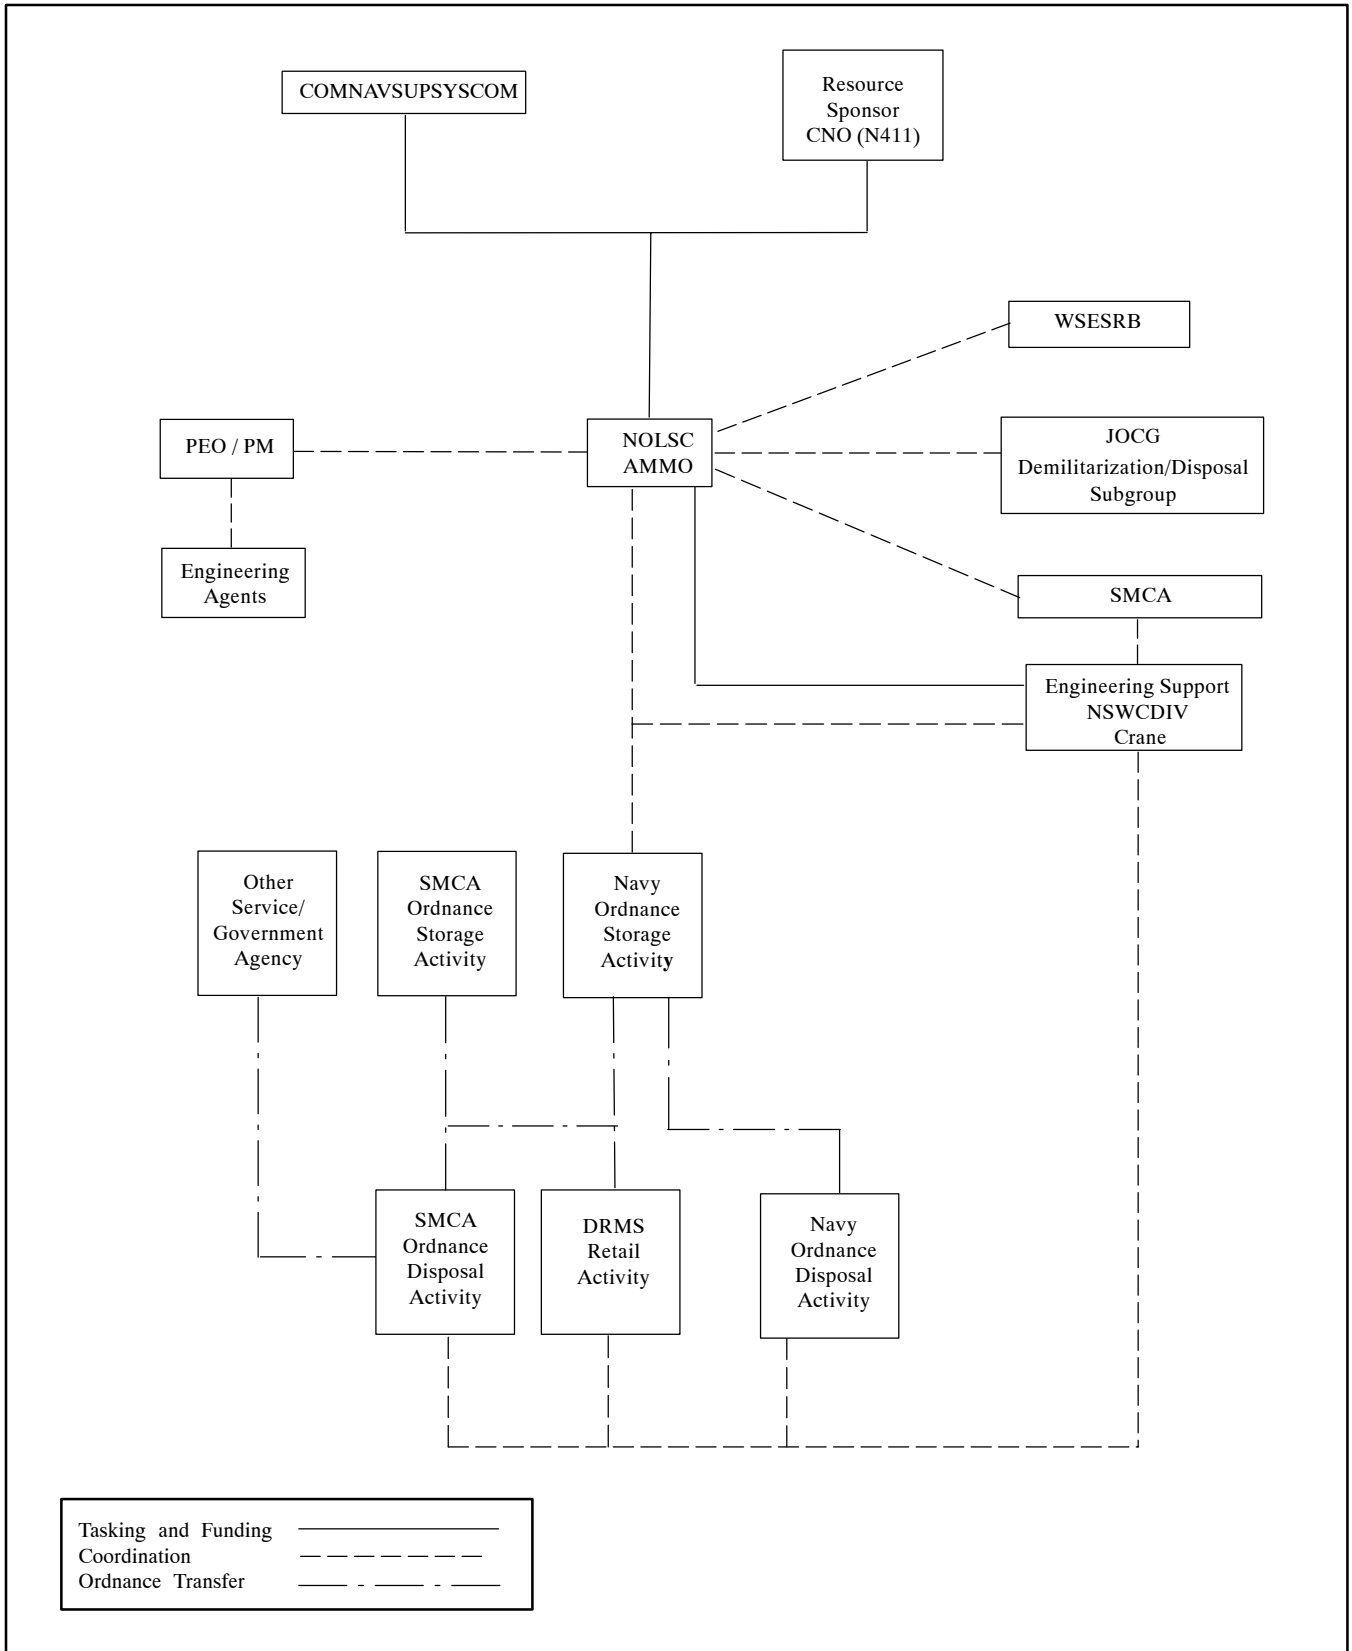 COMNAVSUPSYSCOM
Resource
Sponsor
CNO (N411)
WSESRB
PEO / PM
NOLSC
AMMO
JOCG
Demilitarization/Disposal
Subgroup
Engineering
Agents
SMCA
Engineering Support
NSWCDIV
Crane
Other
Service/
Government
Agency
SMCA
Ordnance
Storage
Activity
Navy
Ordnance
Storage
Activity
SMCA
Ordnance
Disposal
Activity
DRMS
Retail
Activity
Navy
Ordnance
Disposal
Activity
Tasking and Funding
Coordination
Ordnance Transfer